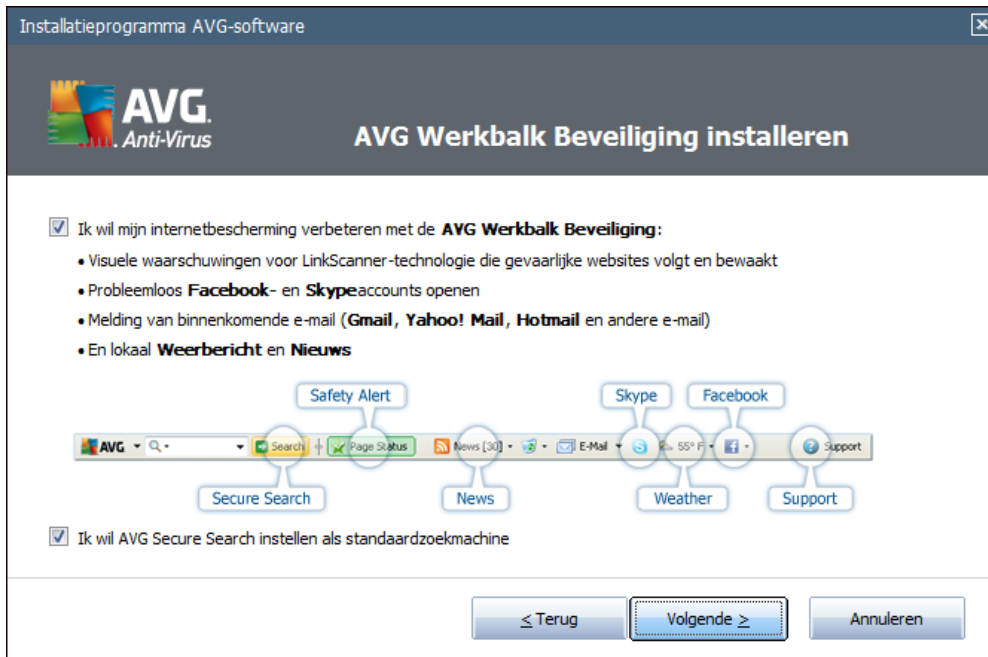 Installatieprogramma AVG-software
AVG.
Anti-Virus
AVG Werkbalk Beveiliging installeren
Ik wil mijn internetbescherming verbeteren met de AVG Werkbalk Beveiliging:
• Visuele waarschuwingen voor LinkScanner-technologie die gevaarlijke websites volgt en bewaakt
• Probleemloos Facebook- en Skypeaccounts openen
• Melding van binnenkomende e-mail (Gmail, Yahoo! Mail, Hotmail en andere e-mail)
• En lokaal Weerbericht en Nieuws
Safety Alert Skype Facebook
AVG Search Page Status News [30] E-Mail 55° F Support
Secure Search News Weather Support
Ik wil AVG Secure Search instellen als standaardzoekmachine
< Terug Volgende > Annuleren